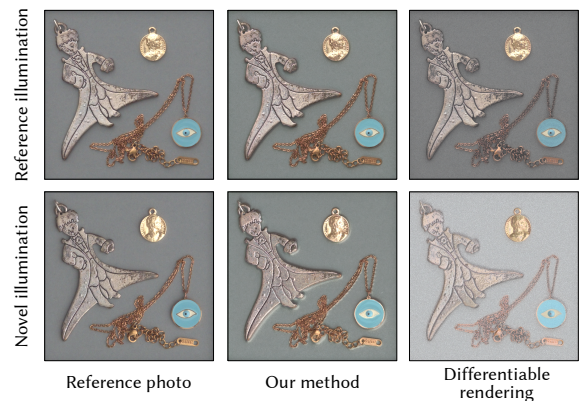 Reference illumination
Novel illumination
Reference photo
Our method
Differentiable
rendering